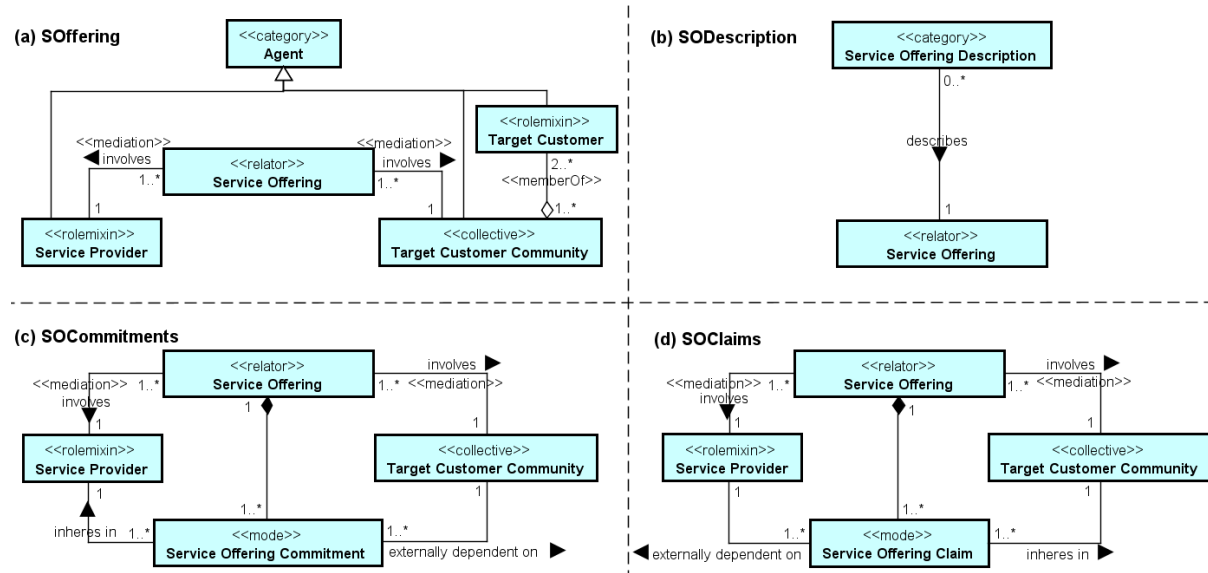 (a) SOffering
<<category>>
Agent
<<rolemixin>>
Target Customer
<<mediation>>
involves
<<mediation>>
involves
<<relator>>
Service Offering
1..*
1..*
2..*
<<memberOf>>
1..*
1
1
<<rolemixin>>
Service Provider
<<collective>>
Target Customer Community
(b) SODescription
<<category>>
Service Offering Description
0..*
describes
1
<<relator>>
Service Offering
(c) SOCommitments
<<relator>>
Service Offering
involves
<<mediation>>
1..*
1..*
<<mediation>>
involves
1
1
1
<<rolemixin>>
Service Provider
<<collective>>
Target Customer Community
1
1
inheres in
1..*
1..*
1..*
<<mode>>
Service Offering Commitment
externally dependent on
(d) SOClaims
<<relator>>
Service Offering
involves
<<mediation>>
1..*
1..*
<<mediation>>
involves
1
1
1
<<rolemixin>>
Service Provider
<<collective>>
Target Customer Community
1
1
1..*
1..*
1..*
<<mode>>
Service Offering Claim
externally dependent on
inheres in